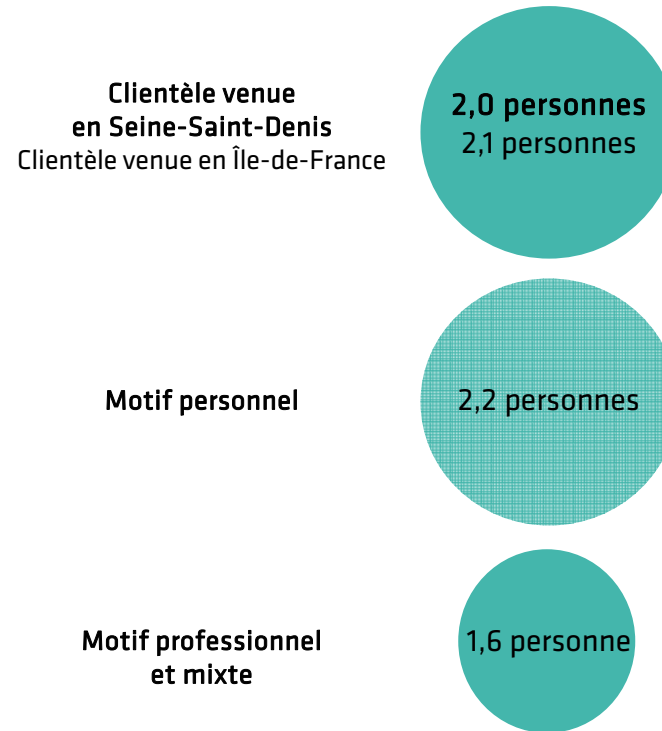 Clientèle venue
en Seine-Saint-Denis
Clientèle venue en Île-de-France
2,0 personnes
2,1 personnes
Motif personnel
2,2 personnes
Motif professionnel
et mixte
1,6 personne